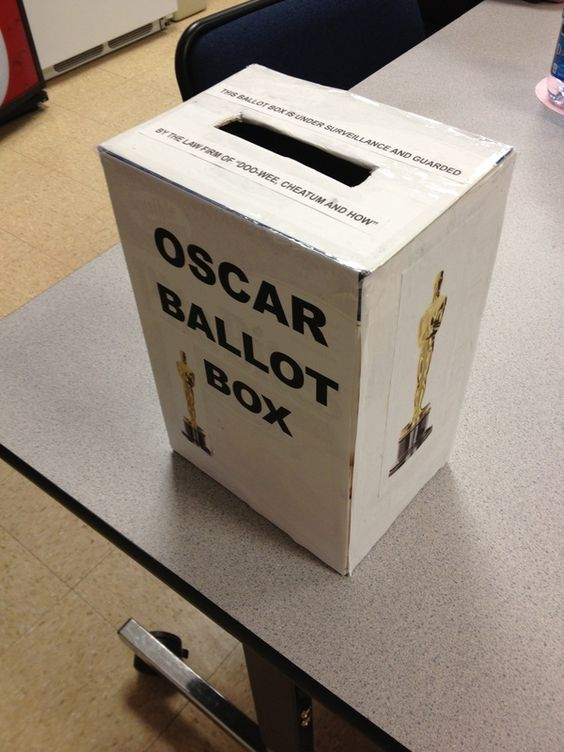 THIS BALLOT BOX IS UNDER SURVEILLANCE AND GUARDED
BY THE LAW FIRM OF "DOO-WEE, CHEATUM AND HOW"
OSCAR
BALLOT
BOX